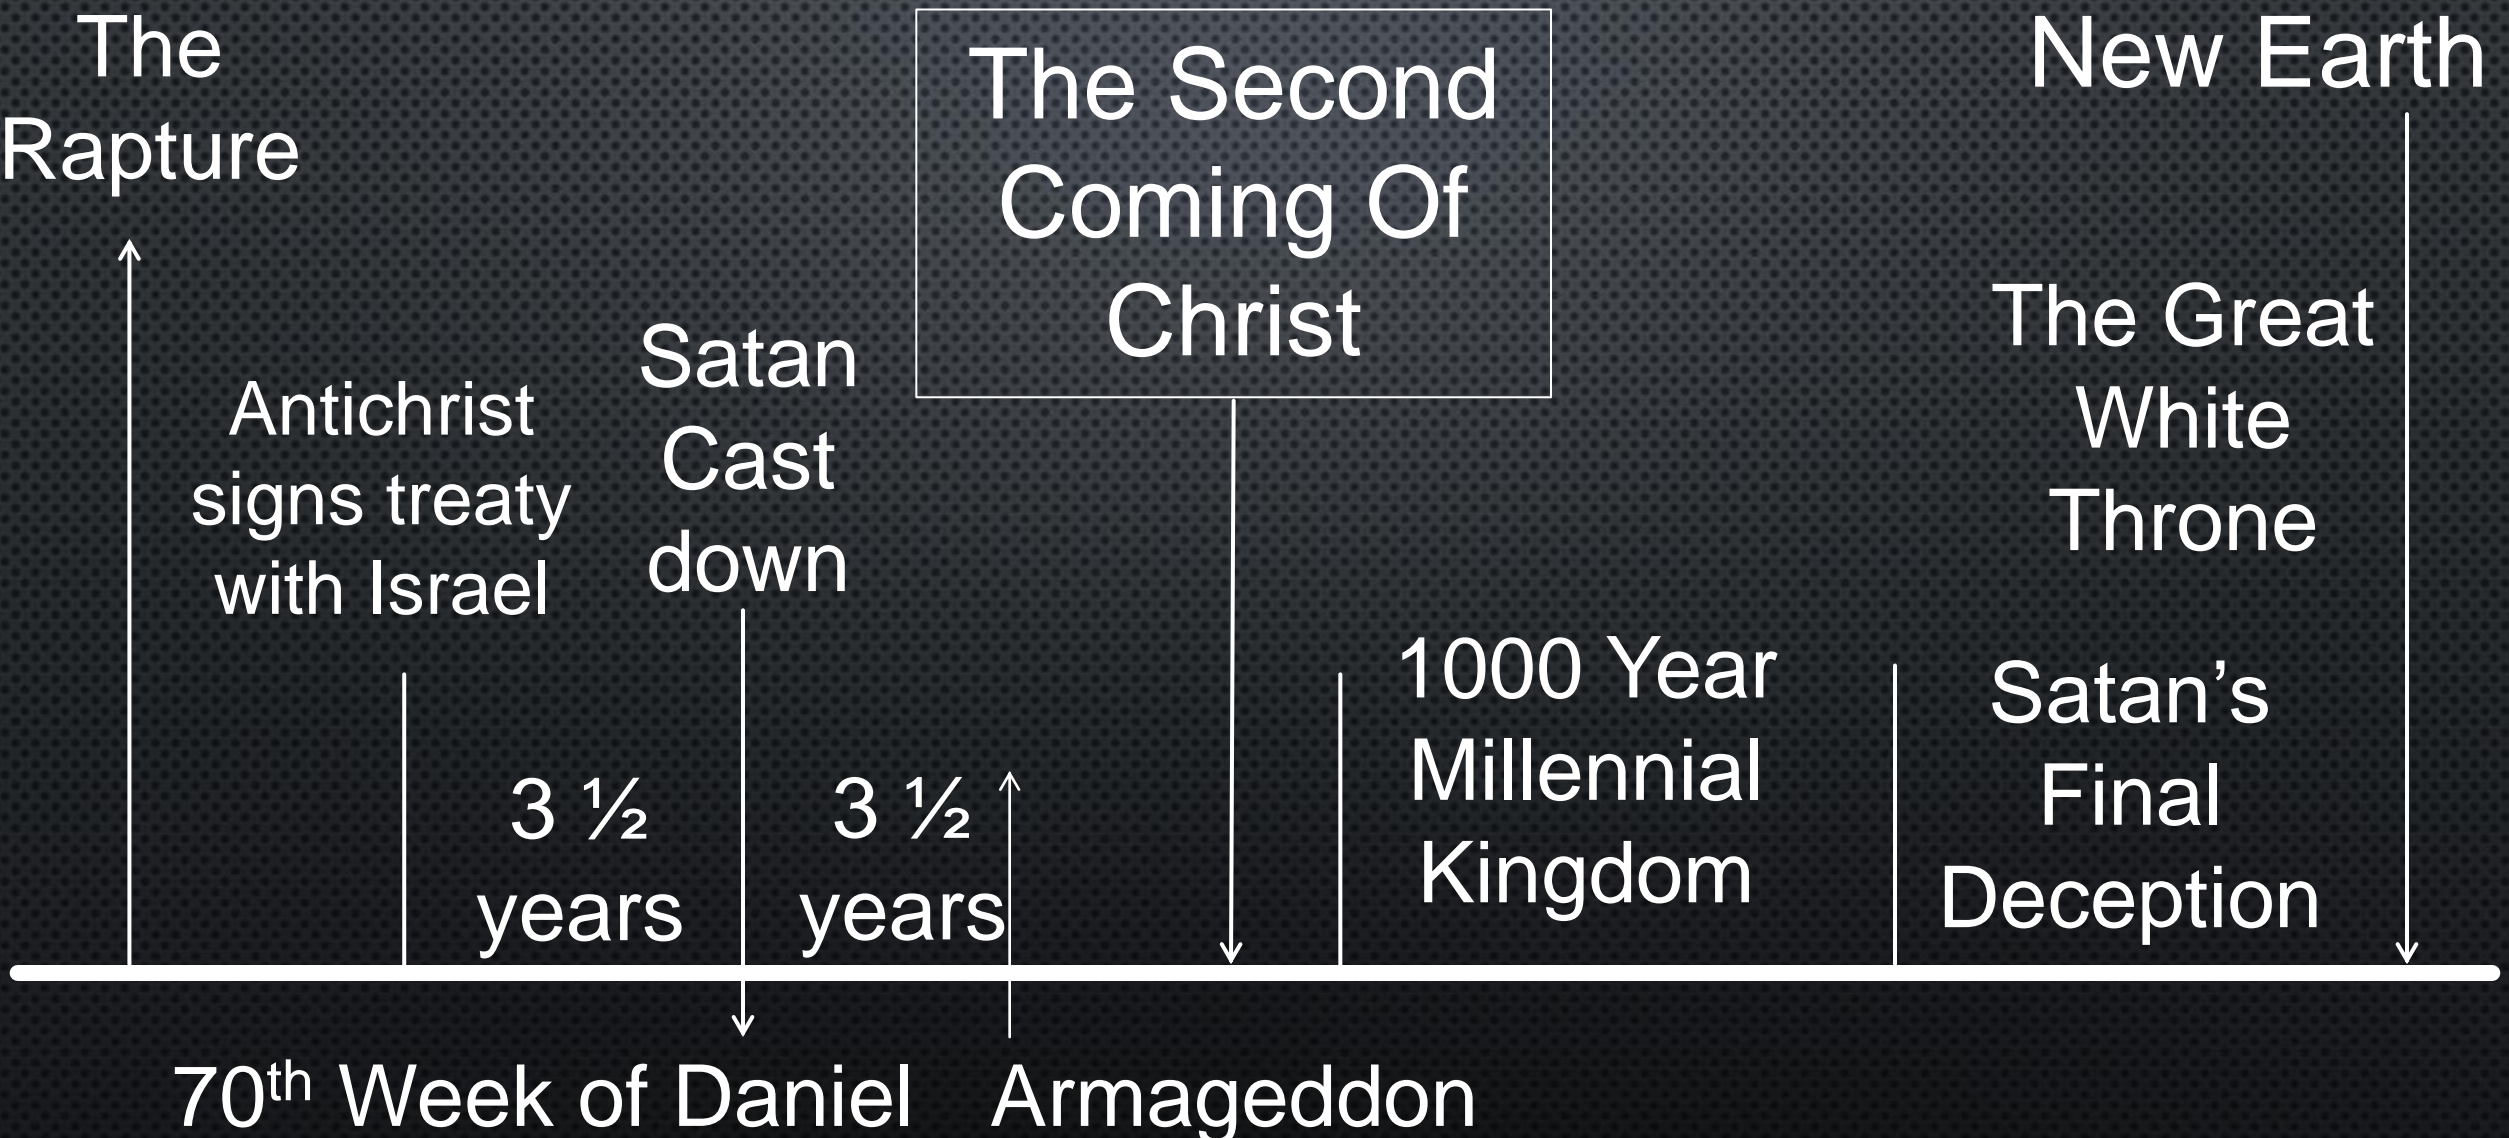 The
Rapture
Antichrist
signs treaty
with Israel
3 ½
years
Satan
Cast
down
3 ½
years
The Second
Coming Of
Christ
1000 Year
Millennial
Kingdom
New Earth
The Great
White
Throne
Satan’s
Final
Deception
70th Week of Daniel
Armageddon